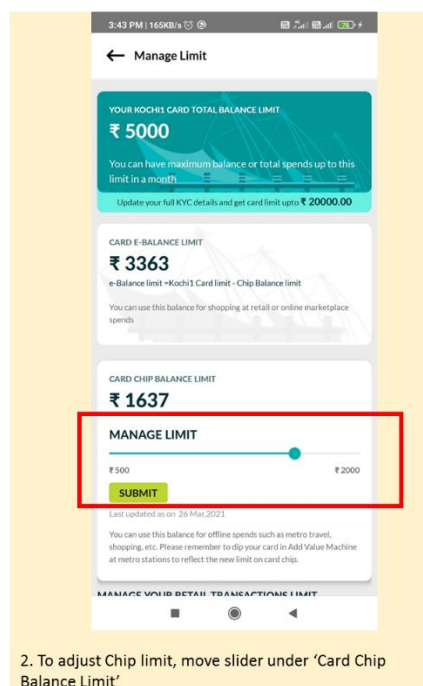 3:43 PM | 165KB/s
Manage Limit
YOUR KOCHI1 CARD TOTAL BALANCE LIMIT
₹ 5000
You can have maximum balance or total spends up to this
limit in a month
Update your full KYC details and get card limit upto ₹ 20000.00
CARD E-BALANCE LIMIT
₹ 3363
e-Balance limit =Kochi1 Card limit - Chip Balance limit
You can use this balance for shopping at retail or online marketplace
spends
CARD CHIP BALANCE LIMIT
₹ 1637
MANAGE LIMIT
₹ 500 ₹ 2000
SUBMIT
Last updated as on 26 Mar,2021
You can use this balance for offline spends such as metro travel,
shopping, etc. Please remember to dip your card in Add Value Machine
at metro stations to reflect the new limit on card chip.
MANAGE YOUR RETAIL TRANSACTIONS LIMIT
2. To adjust Chip limit, move slider under ‘Card Chip
Balance Limit’